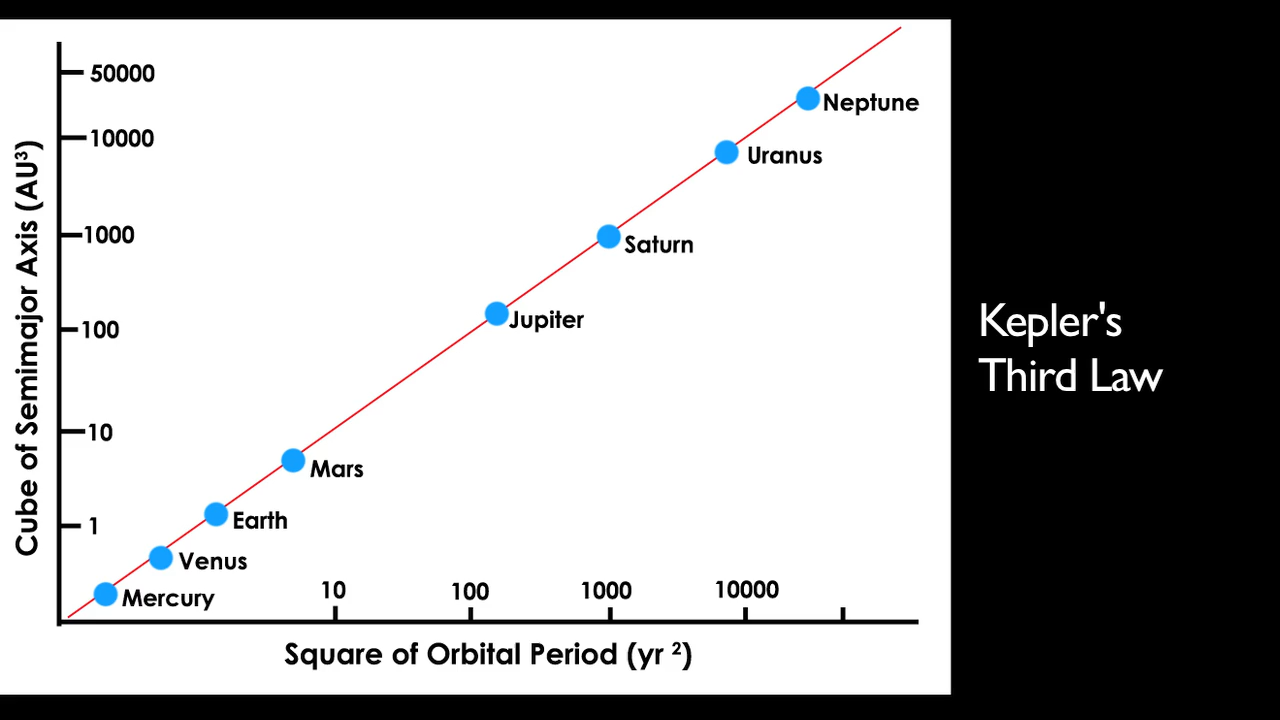 50000
10000
1000
100
10
1
Cube of Semimajor Axis (AU³)
Neptune
Uranus
Saturn
Jupiter
Mars
Earth
Venus
Mercury
10 100 1000 10000
Square of Orbital Period (yr ²)
Kepler's
Third Law